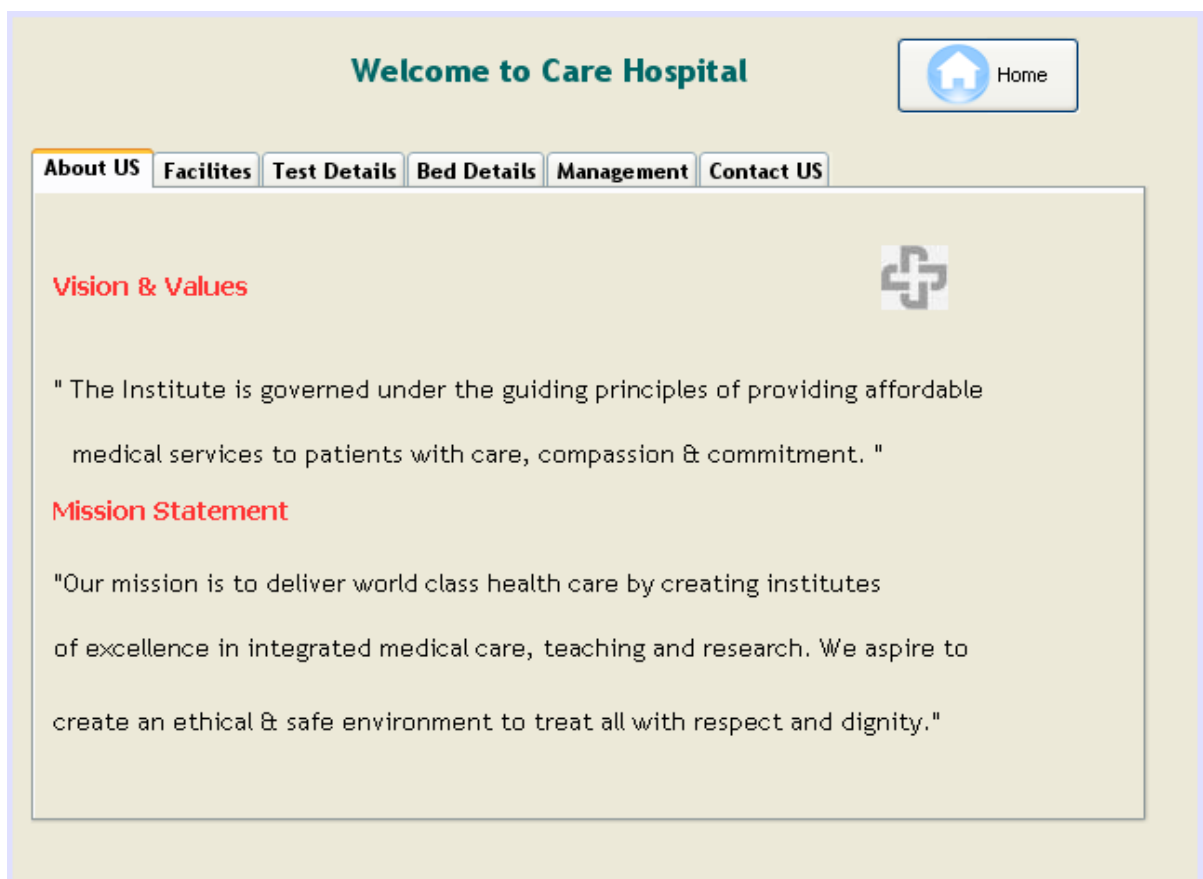 Welcome to Care Hospital
Home
About US Facilites Test Details Bed Details Management Contact US
Vision & Values
" The Institute is governed under the guiding principles of providing affordable
medical services to patients with care, compassion & commitment. "
Mission Statement
"Our mission is to deliver world class health care by creating institutes
of excellence in integrated medical care, teaching and research. We aspire to
create an ethical & safe environment to treat all with respect and dignity."